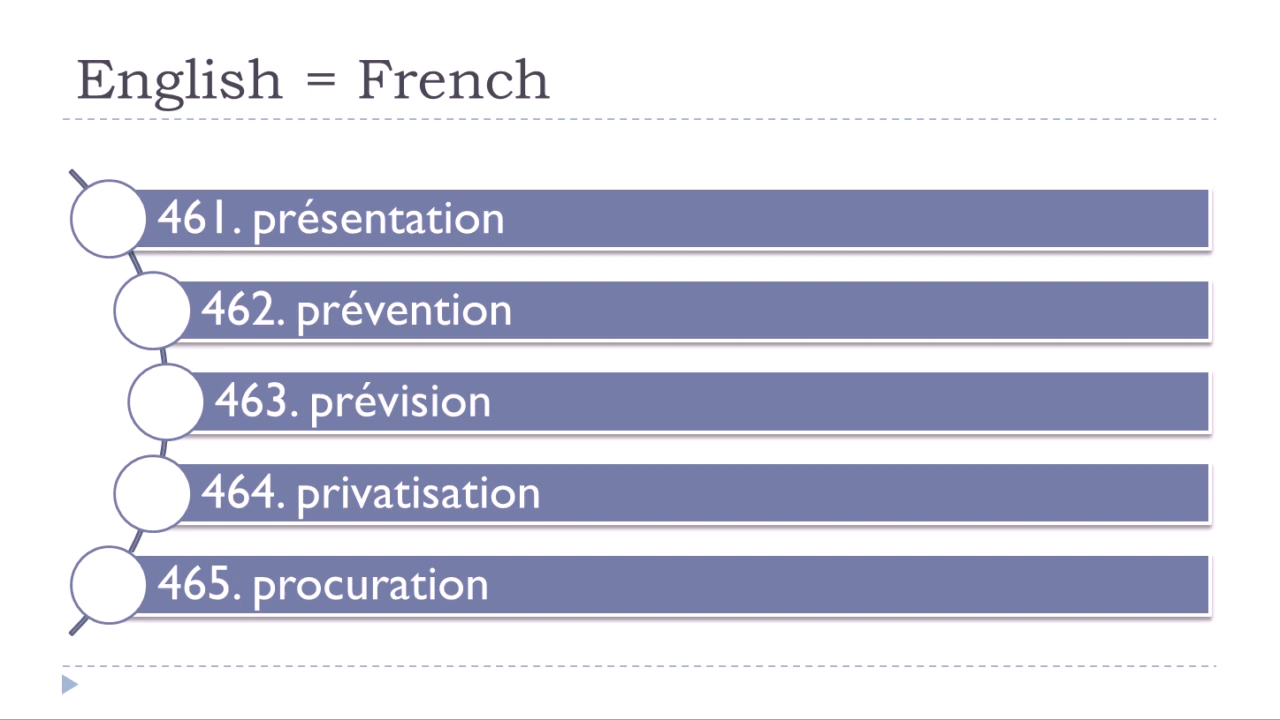 English = French
461. présentation
462. prévention
463. prévision
464. privatisation
465. procuration